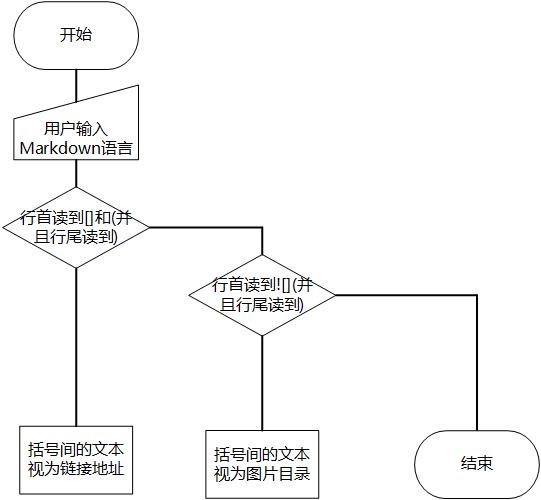 开始
用户输入
Markdown语言
行首读到[]和(并
且行尾读到)
行首读到![](并
且行尾读到)
括号间的文本
视为链接地址
括号间的文本
视为图片目录
结束